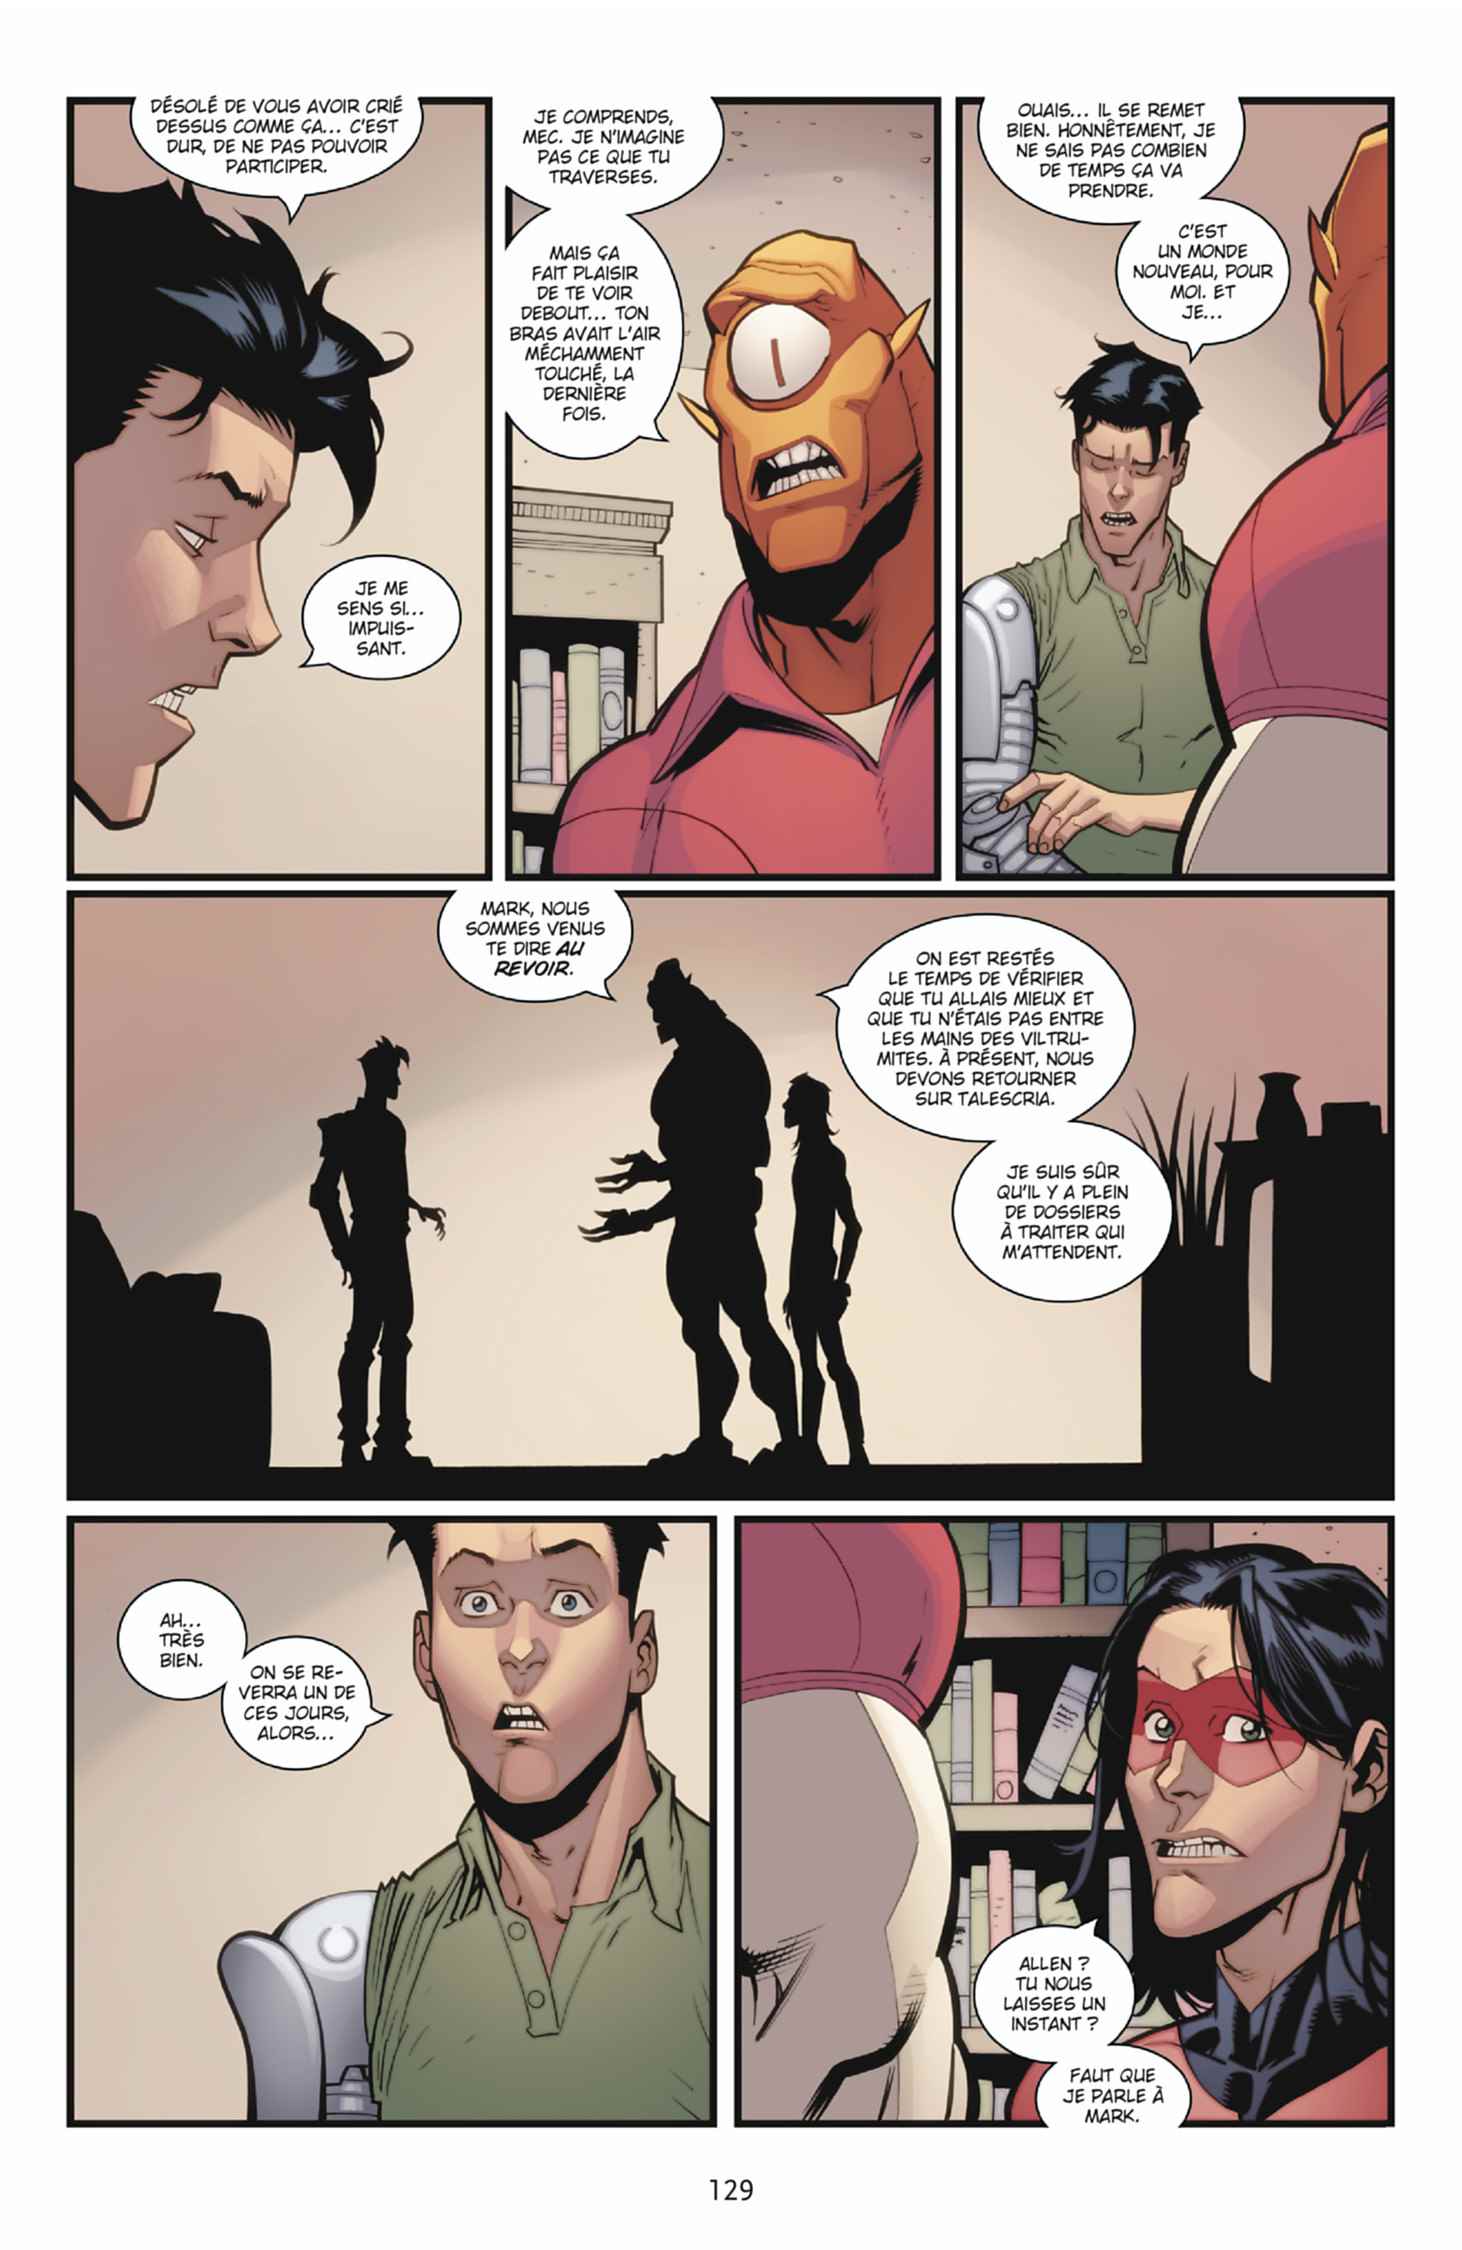 DÉSOLÉ DE VOUS AVOIR CRIÉ
DESSUS COMME ÇA... C'EST
DUR, DE NE PAS POUVOIR
PARTICIPER.
JE ME
SENS SI...
IMPUIS-
SANT.
JE COMPRENDS,
MEC. JE N'IMAGINE
PAS CE QUE TU
TRAVERSES.
MAIS ÇA
FAIT PLAISIR
DE TE VOIR
DEBOUT... TON
BRAS AVAIT L'AIR
MÉCHAMMENT
TOUCHÉ, LA
DERNIÈRE
FOIS.
OUAIS... IL SE REMET
BIEN. HONNÊTEMENT, JE
NE SAIS PAS COMBIEN
DE TEMPS ÇA VA
PRENDRE.
C'EST
UN MONDE
NOUVEAU, POUR
MOI. ET
JE...
MARK, NOUS
SOMMES VENUS
TE DIRE AU
REVOIR.
ON EST RESTÉS
LE TEMPS DE VÉRIFIER
QUE TU ALLAIS MIEUX ET
QUE TU N'ÉTAIS PAS ENTRE
LES MAINS DES VILTRU-
MITES. À PRÉSENT, NOUS
DEVONS RETOURNER
SUR TALESCRIA.
JE SUIS SÛR
QU'IL Y A PLEIN
DE DOSSIERS
À TRAITER QUI
M'ATTENDENT.
AH...
TRÈS
BIEN.
ON SE RE-
VERRA UN DE
CES JOURS,
ALORS...
ALLEN ?
TU NOUS
LAISSES UN
INSTANT ?
FAUT QUE
JE PARLE À
MARK.
129